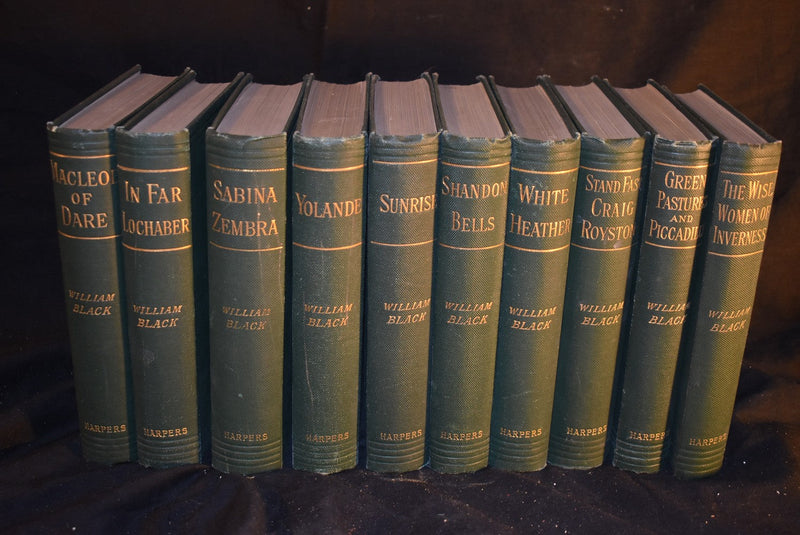 MACLEOD
OF
DARE
WILLIAM
BLACK
HARPERS
IN FAR
LOCHABER
WILLIAM
BLACK
HARPERS
SABINA
ZEMBRA
WILLIAM
BLACK
HARPERS
YOLANDE
WILLIAM
BLACK
HARPERS
SUNRISE
WILLIAM
BLACK
HARPERS
SHANDON
BELLS
WILLIAM
BLACK
HARPERS
WHITE
HEATHER
WILLIAM
BLACK
HARPERS
STAND FAST
CRAIG
ROYSTON
WILLIAM
BLACK
HARPERS
GREEN
PASTURES
AND
PICCADILLY
WILLIAM
BLACK
HARPERS
THE WISE
WOMEN OF
INVERNESS
WILLIAM
BLACK
HARPERS